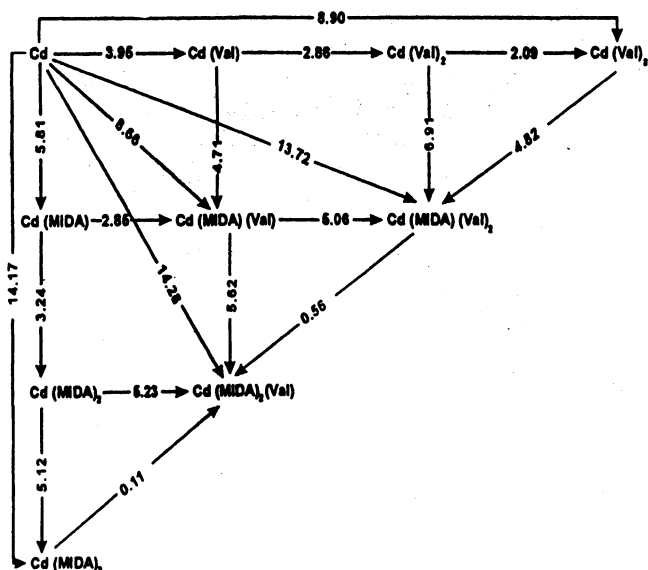 8.90
Cd 3.95 Cd (Val) 2.86 Cd (Val)₂ 2.09 Cd (Val)₃
5.81 8.66 4.71 13.72 6.91 4.82
Cd (MIDA) 2.85 Cd (MIDA) (Val) 5.06 Cd (MIDA) (Val)₂
14.17 3.24 14.28 5.62 0.56
Cd (MIDA)₂ 5.23 Cd (MIDA)₂ (Val)
5.12 0.11
Cd (MIDA)₃